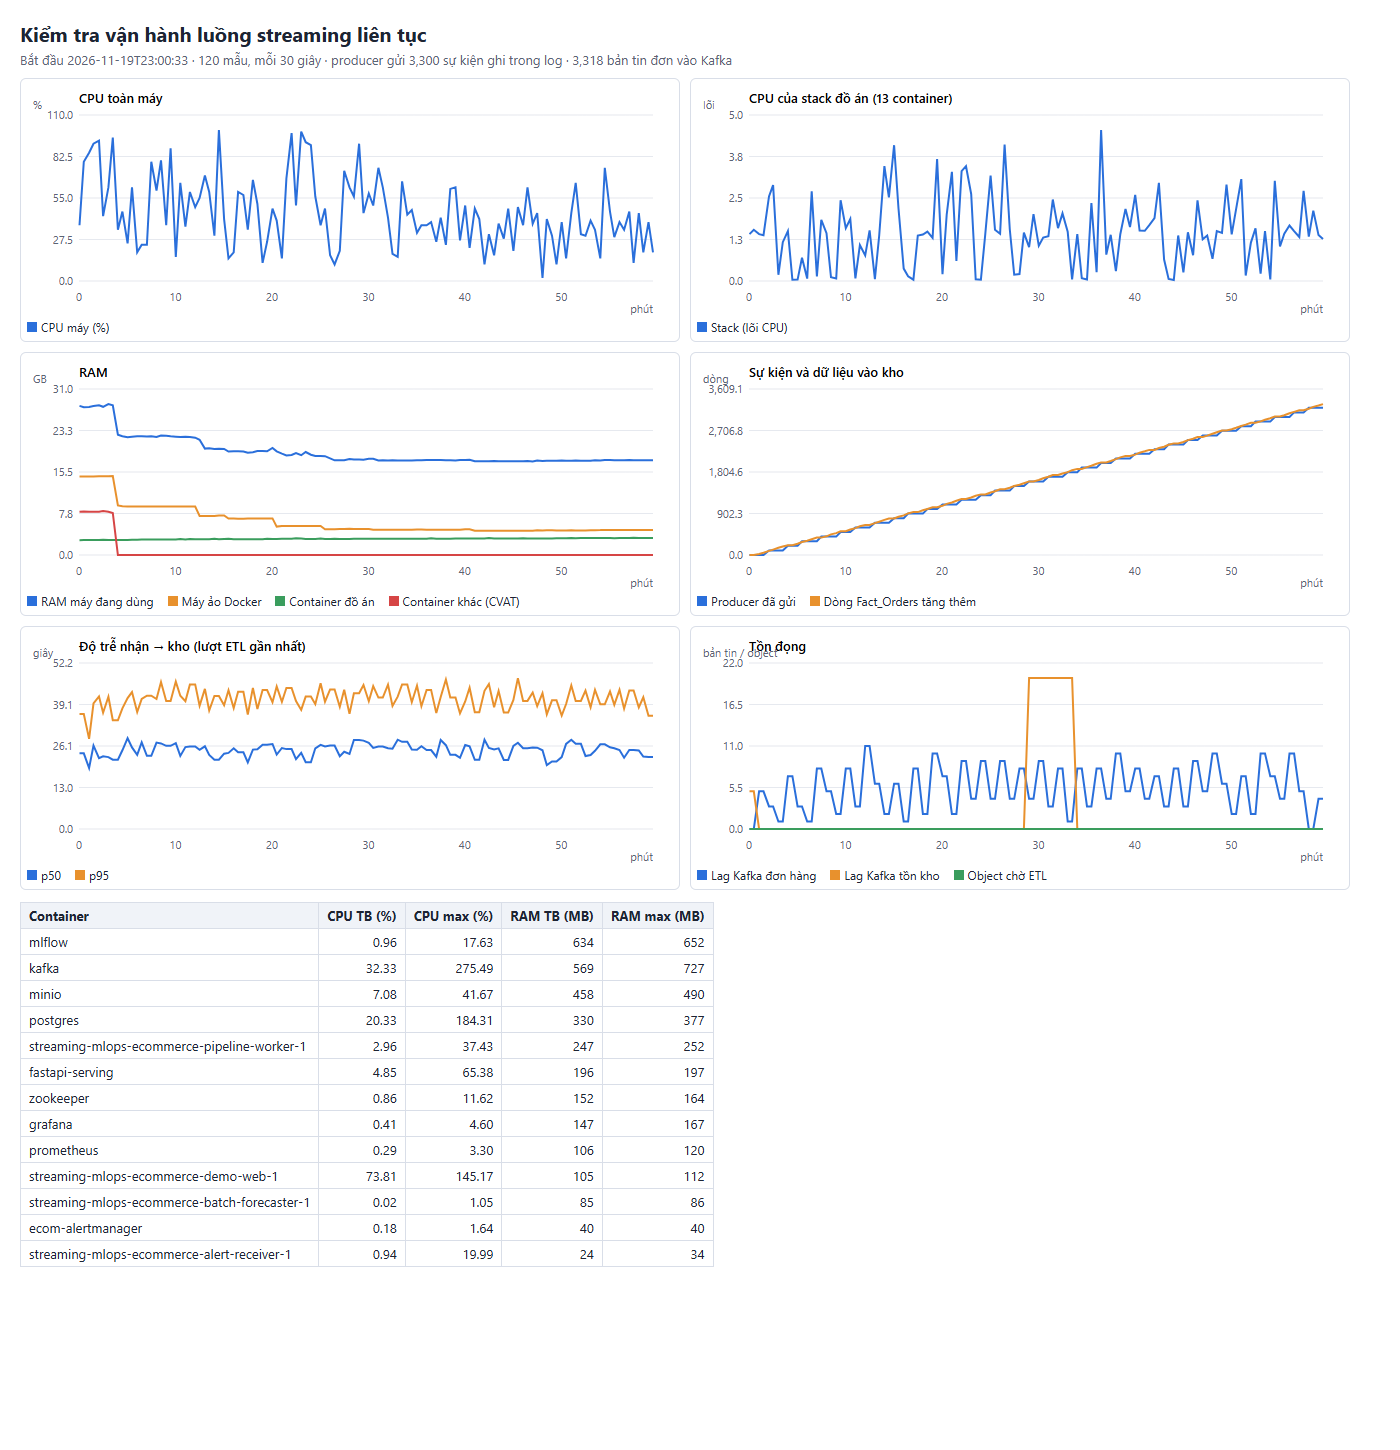 Kiểm tra vận hành luồng streaming liên tục
Bắt đầu 2026-11-19T23:00:33 · 120 mẫu, mỗi 30 giây · producer gửi 3,300 sự kiện ghi trong log · 3,318 bản tin đơn vào Kafka
CPU toàn máy
%
110.0
82.5
55.0
27.5
0.0
0 10 20 30 40 50
phút
CPU máy (%)
CPU của stack đồ án (13 container)
lõi
5.0
3.8
2.5
1.3
0.0
0 10 20 30 40 50
phút
Stack (lõi CPU)
RAM
GB
31.0
23.3
15.5
7.8
0.0
0 10 20 30 40 50
phút
RAM máy đang dùng Máy ảo Docker Container đồ án Container khác (CVAT)
Sự kiện và dữ liệu vào kho
dòng
3,609.1
2,706.8
1,804.6
902.3
0.0
0 10 20 30 40 50
phút
Producer đã gửi Dòng Fact_Orders tăng thêm
Độ trễ nhận → kho (lượt ETL gần nhất)
giây
52.2
39.1
26.1
13.0
0.0
0 10 20 30 40 50
phút
p50 p95
Tồn đọng
bản tin / object
22.0
16.5
11.0
5.5
0.0
0 10 20 30 40 50
phút
Lag Kafka đơn hàng Lag Kafka tồn kho Object chờ ETL
Container CPU TB (%) CPU max (%) RAM TB (MB) RAM max (MB)
mlflow 0.96 17.63 634 652
kafka 32.33 275.49 569 727
minio 7.08 41.67 458 490
postgres 20.33 184.31 330 377
streaming-mlops-ecommerce-pipeline-worker-1 2.96 37.43 247 252
fastapi-serving 4.85 65.38 196 197
zookeeper 0.86 11.62 152 164
grafana 0.41 4.60 147 167
prometheus 0.29 3.30 106 120
streaming-mlops-ecommerce-demo-web-1 73.81 145.17 105 112
streaming-mlops-ecommerce-batch-forecaster-1 0.02 1.05 85 86
ecom-alertmanager 0.18 1.64 40 40
streaming-mlops-ecommerce-alert-receiver-1 0.94 19.99 24 34